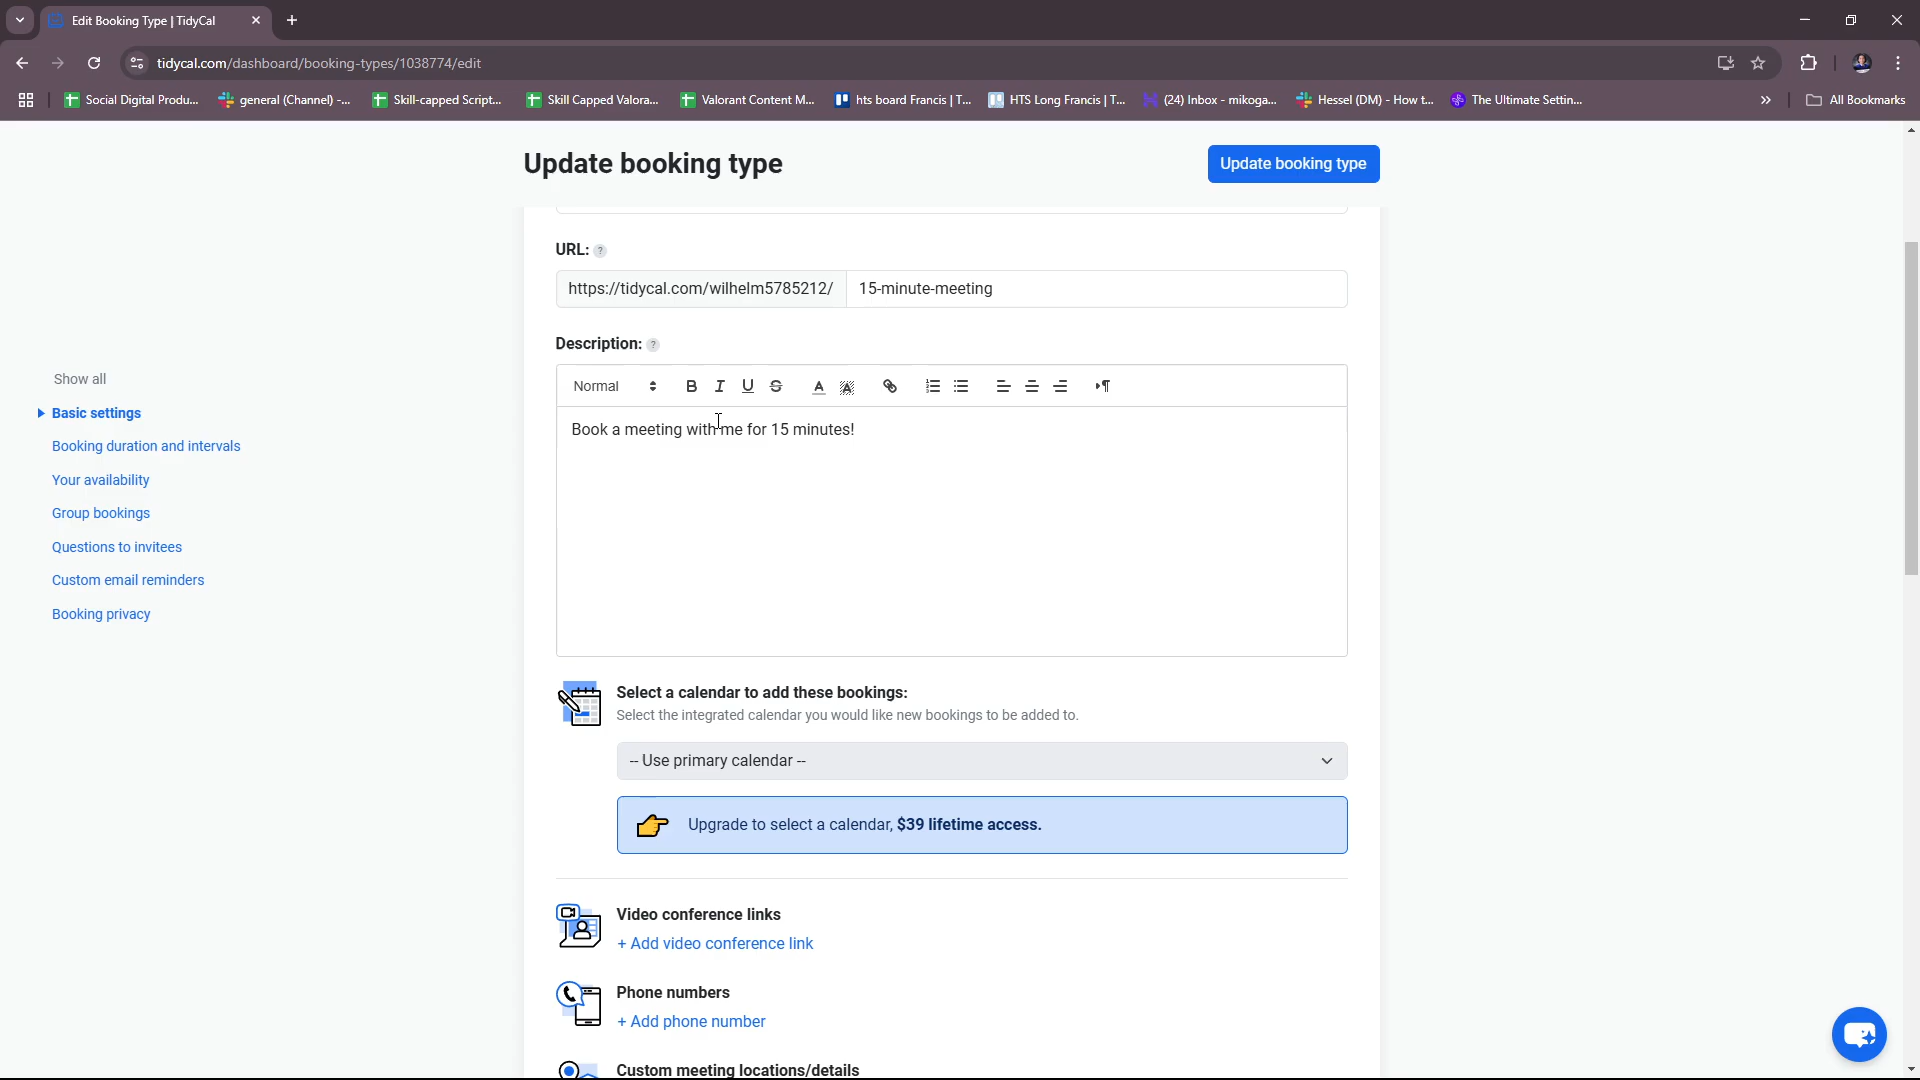 Edit Booking Type | TidyCal
tidycal.com/dashboard/booking-types/1038774/edit
Social Digital Produ...
general (Channel) -...
Skill-capped Script...
Skill Capped Valora...
Valorant Content M...
hts board Francis | T...
HTS Long Francis | T...
(24) Inbox - mikoga...
Hessel (DM) - How t...
The Ultimate Settin...
All Bookmarks
Update booking type
Update booking type
URL: ?
https://tidycal.com/wilhelm5785212/ 15-minute-meeting
Description: ?
Normal B I U S A A
Book a meeting with me for 15 minutes!
Show all
Basic settings
Booking duration and intervals
Your availability
Group bookings
Questions to invitees
Custom email reminders
Booking privacy
Select a calendar to add these bookings:
Select the integrated calendar you would like new bookings to be added to.
-- Use primary calendar --
Upgrade to select a calendar, $39 lifetime access.
Video conference links
+ Add video conference link
Phone numbers
+ Add phone number
Custom meeting locations/details